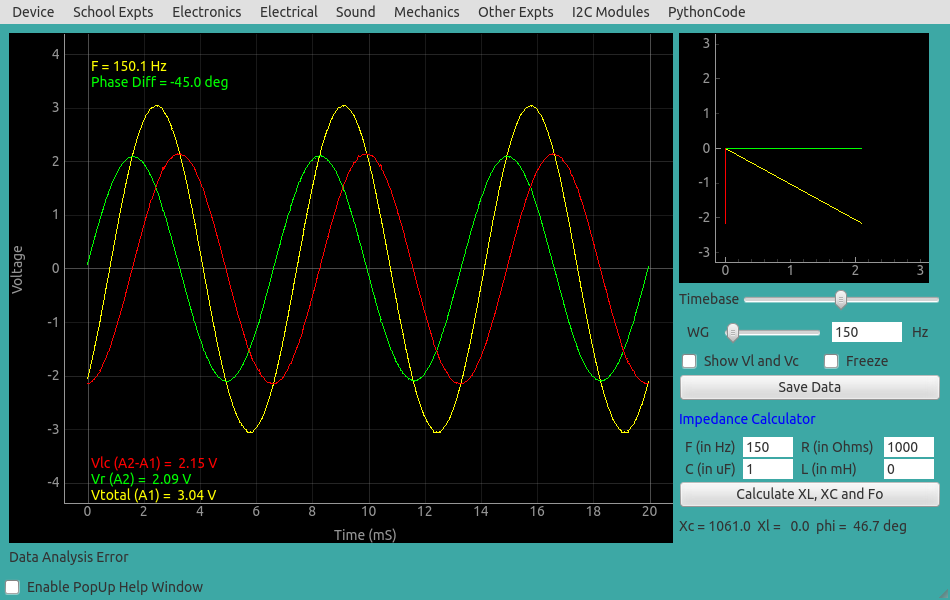 Device School Expts Electronics Electrical Sound Mechanics Other Expts I2C Modules PythonCode
F = 150.1 Hz
Phase Diff = -45.0 deg
4
3
2
1
0
-1
-2
-3
-4
Voltage
Vlc (A2-A1) = 2.15 V
Vr (A2) = 2.09 V
Vtotal (A1) = 3.04 V
0 2 4 6 8 10 12 14 16 18 20
Time (mS)
3
2
1
0
-1
-2
-3
0 1 2 3
Timebase
WG 150 Hz
Show Vl and Vc Freeze
Save Data
Impedance Calculator
F (in Hz) 150 R (in Ohms) 1000
C (in uF) 1 L (in mH) 0
Calculate XL, XC and Fo
Xc = 1061.0 Xl = 0.0 phi = 46.7 deg
Data Analysis Error
Enable PopUp Help Window